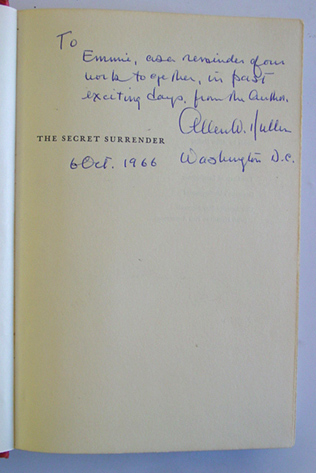 To
Emmie, as a reminder of our
work together, in past
exciting days, from the Author.
Allen W. Dulles
THE SECRET SURRENDER
6 Oct. 1966 Washington D.C.